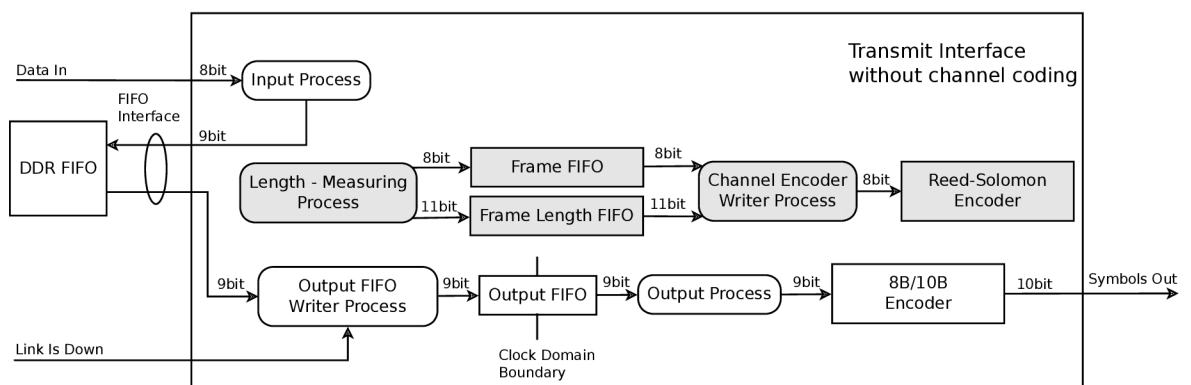 Transmit Interface
without channel coding
Data In
8bit
Input Process
FIFO
Interface
9bit
DDR FIFO
Length - Measuring
Process
8bit
Frame FIFO
8bit
11bit
Frame Length FIFO
11bit
Channel Encoder
Writer Process
8bit
Reed-Solomon
Encoder
9bit
Output FIFO
Writer Process
9bit
Output FIFO
9bit
Output Process
9bit
8B/10B
Encoder
10bit
Symbols Out
Link Is Down
Clock Domain
Boundary